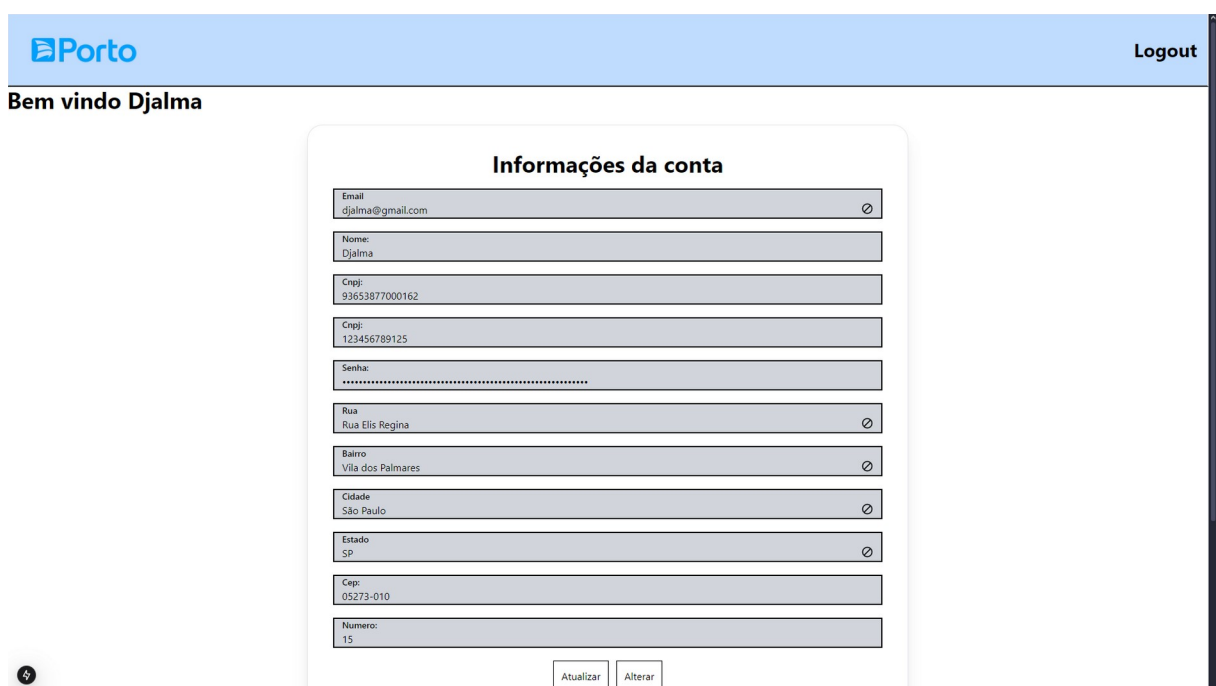 Porto
Logout
Bem vindo Djalma
Informações da conta
Email
djalma@gmail.com
Nome:
Djalma
Cnpj:
93653877000162
Cnpj:
123456789125
Senha:
••••••••••••••••••••••••••••••••••••••••••••••••••••••••••••
Rua
Rua Elis Regina
Bairro
Vila dos Palmares
Cidade
São Paulo
Estado
SP
Cep:
05273-010
Numero:
15
Atualizar Alterar